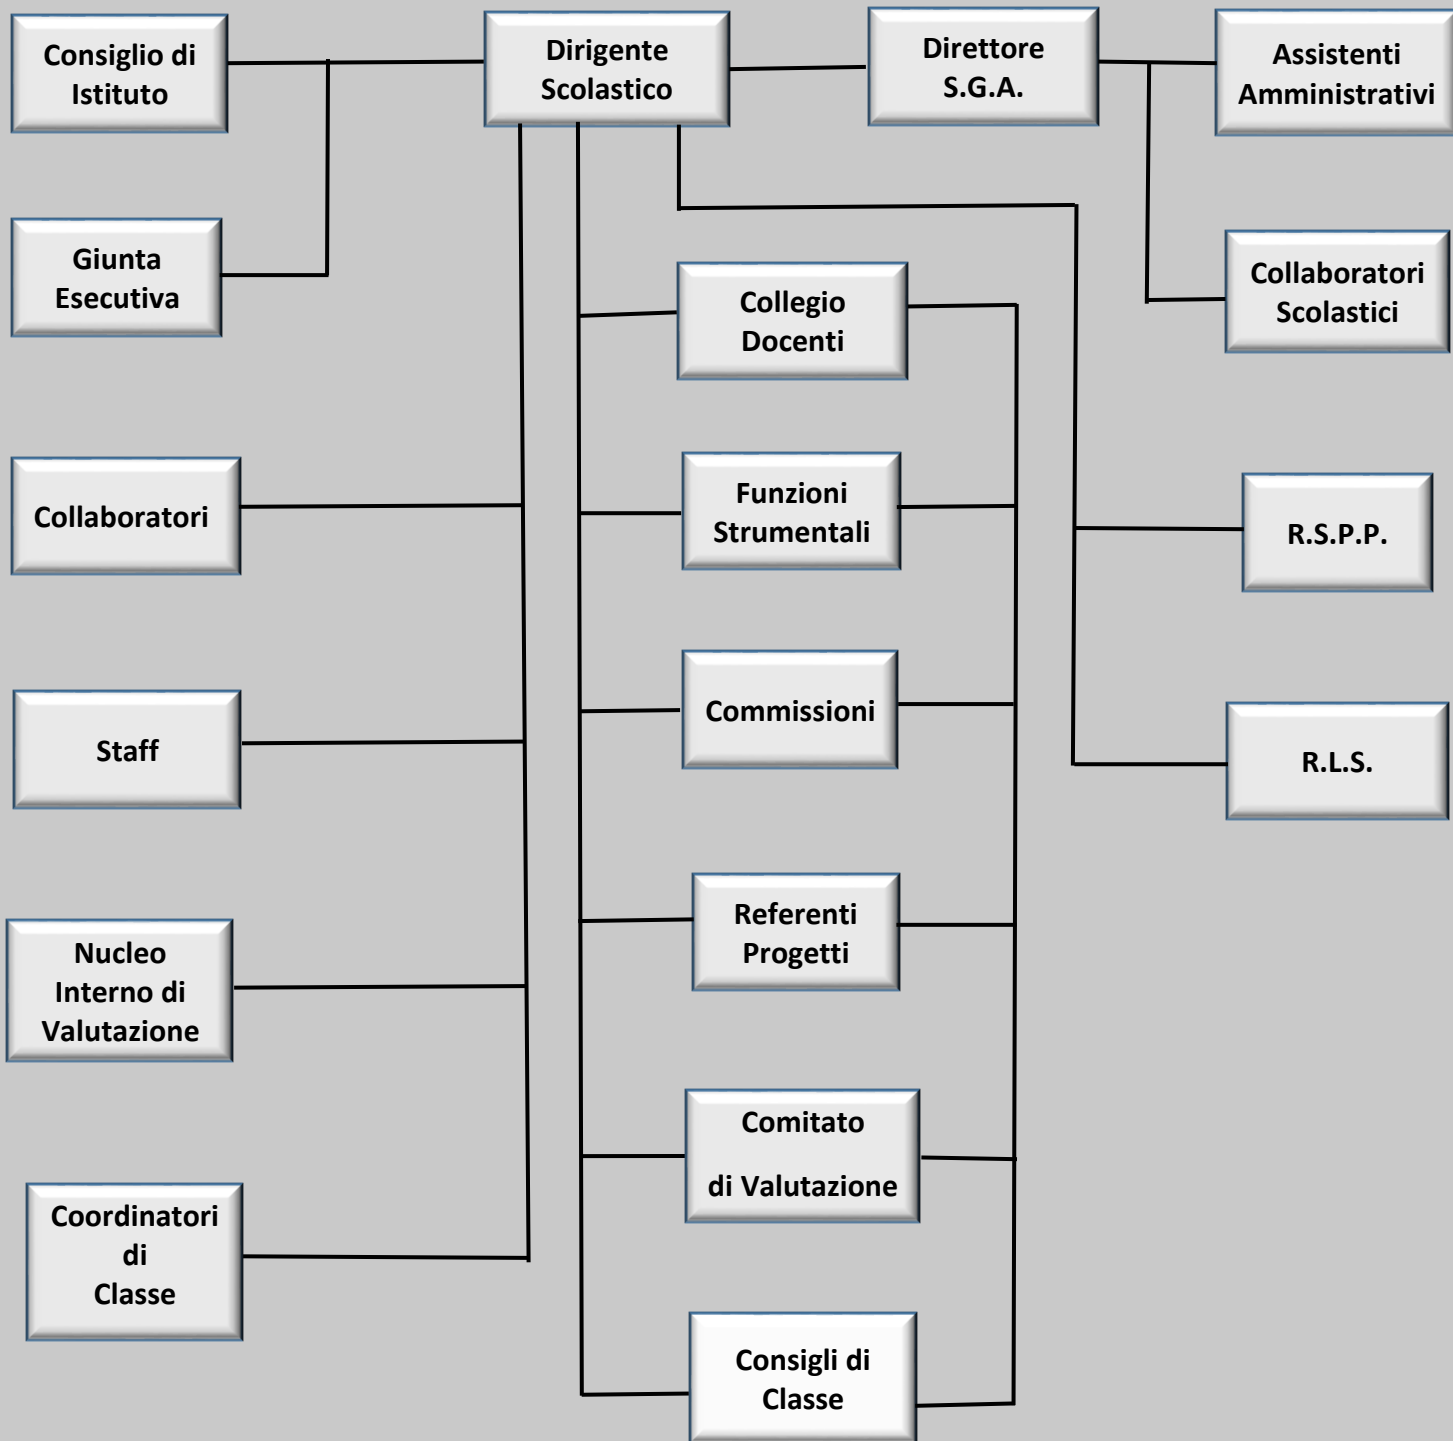 Consiglio di
Istituto
Dirigente
Scolastico
Direttore
S.G.A.
Assistenti
Amministrativi
Giunta
Esecutiva
Collegio
Docenti
Collaboratori
Scolastici
Collaboratori
Funzioni
Strumentali
R.S.P.P.
Staff
Commissioni
R.L.S.
Nucleo
Interno di
Valutazione
Referenti
Progetti
Coordinatori
di
Classe
Comitato
di Valutazione
Consigli di
Classe